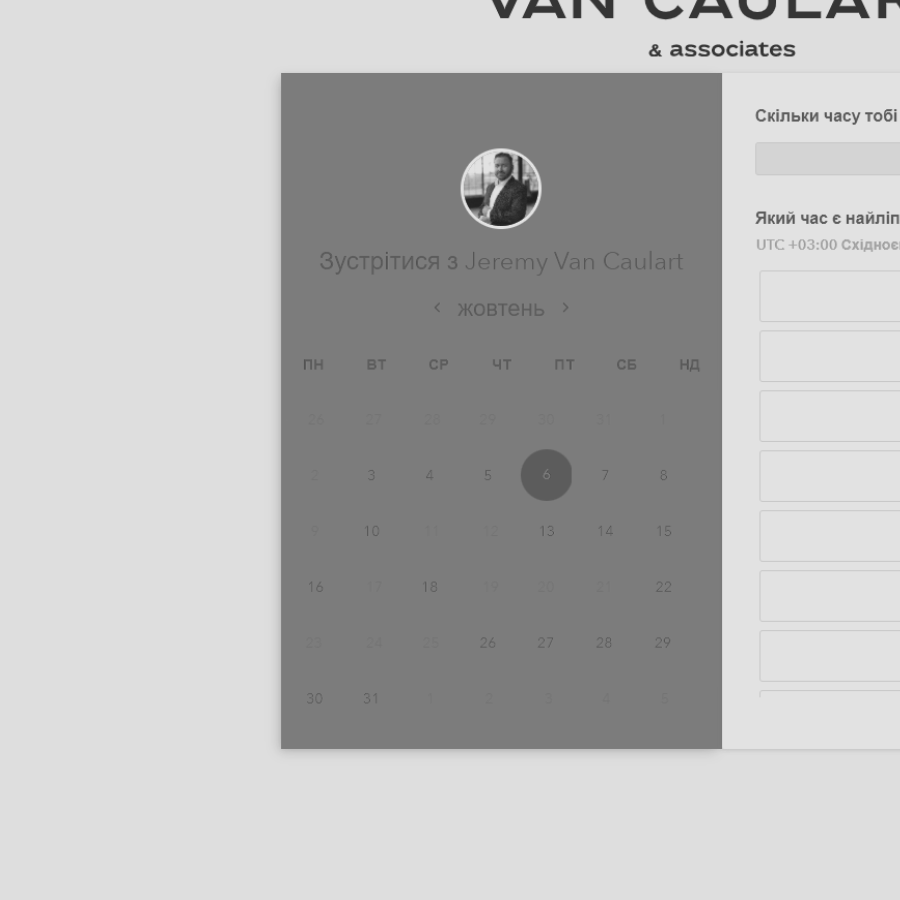 VAN CAULAR
& associates
Зустрітися з Jeremy Van Caulart
жовтень
ПН ВТ СР ЧТ ПТ СБ НД
26 27 28 29 30 31 1
2 3 4 5 6 7 8
9 10 11 12 13 14 15
16 17 18 19 20 21 22
23 24 25 26 27 28 29
30 31 1 2 3 4 5
Скільки часу тобі
Який час є найліп
UTC +03:00 Східноє